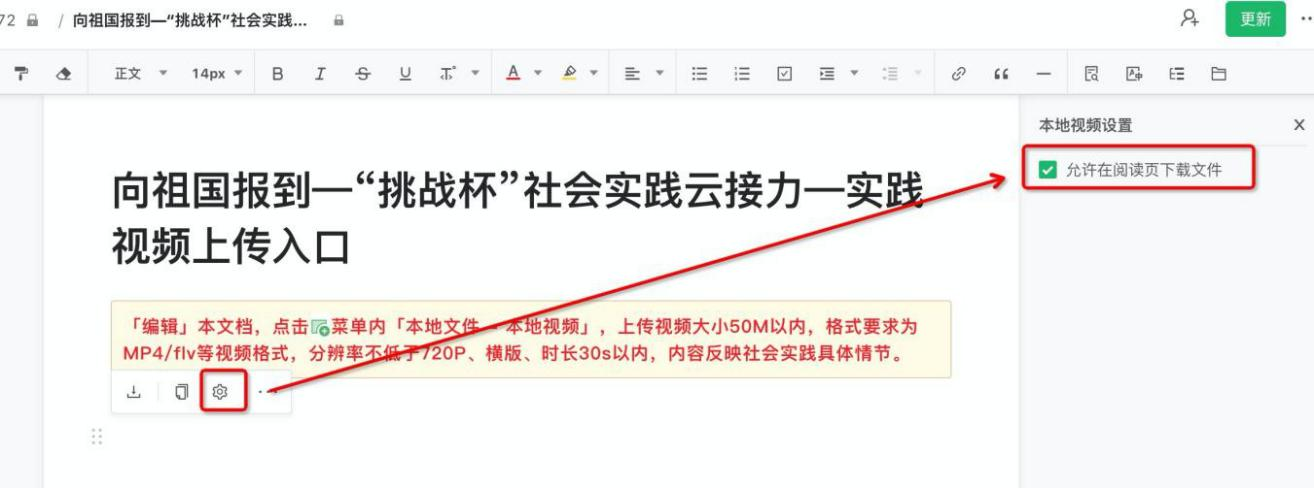 72 / 向祖国报到—“挑战杯”社会实践... 更新
正文 14px B I S U A
本地视频设置 X
允许在阅读页下载文件
向祖国报到—“挑战杯”社会实践云接力—实践
视频上传入口
「编辑」本文档，点击菜单内「本地文件 - 本地视频」，上传视频大小50M以内，格式要求为
MP4/flv等视频格式，分辨率不低于720P、横版、时长30s以内，内容反映社会实践具体情节。